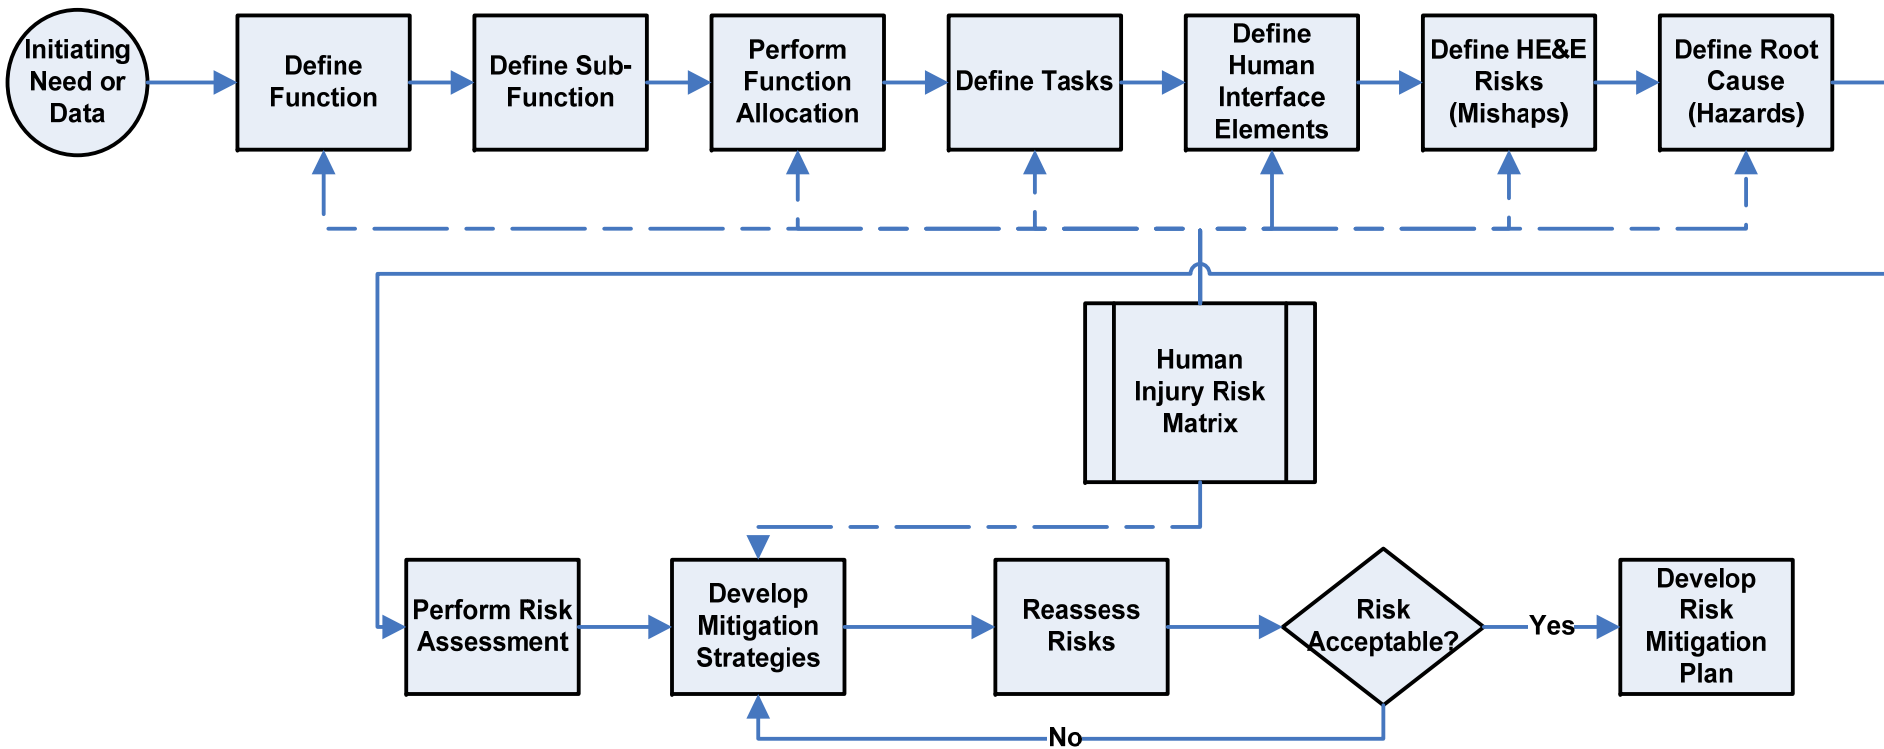 Initiating
Need or
Data
Define
Function
Define Sub-
Function
Perform
Function
Allocation
Define Tasks
Define
Human
Interface
Elements
Define HE&E
Risks
(Mishaps)
Define Root
Cause
(Hazards)
Human
Injury Risk
Matrix
Perform Risk
Assessment
Develop
Mitigation
Strategies
Reassess
Risks
Risk
Acceptable?
Yes
Develop
Risk
Mitigation
Plan
No